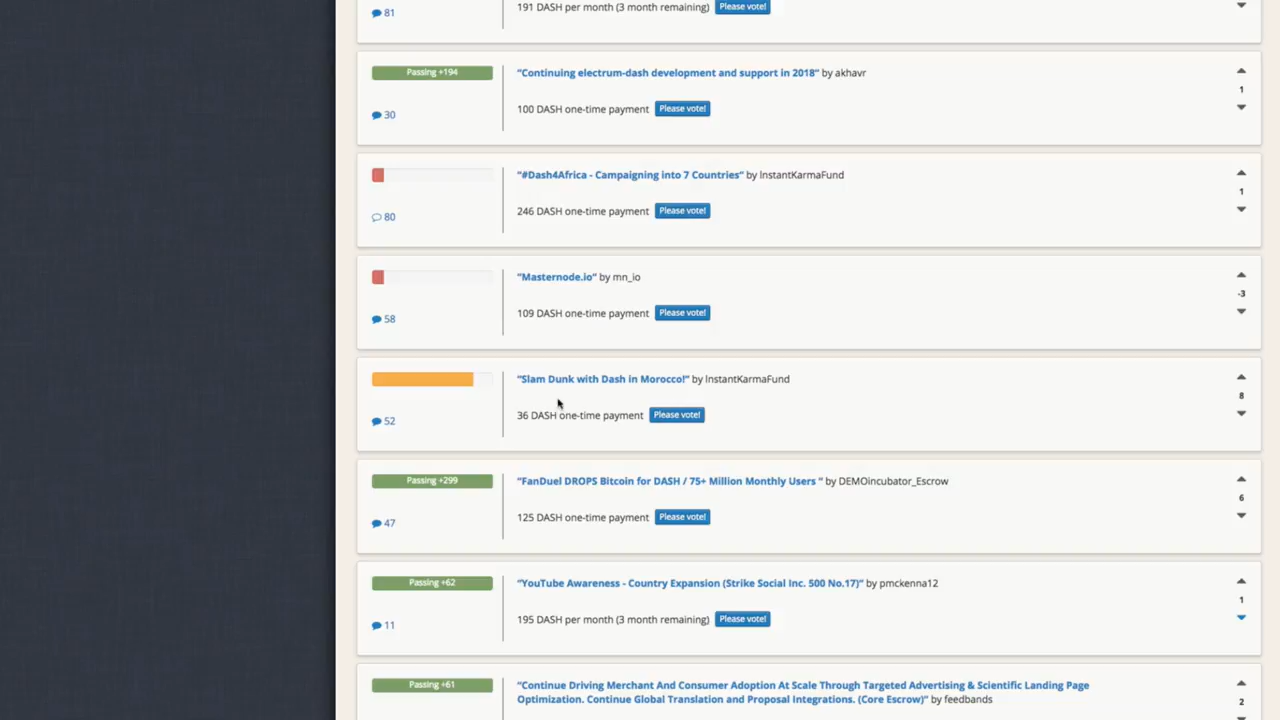 81
191 DASH per month (3 month remaining) Please vote!
Passing +194
"Continuing electrum-dash development and support in 2018" by akhavr
1
30
100 DASH one-time payment Please vote!
"#Dash4Africa - Campaigning into 7 Countries" by InstantKarmaFund
1
80
246 DASH one-time payment Please vote!
"Masternode.io" by mn_io
-3
58
109 DASH one-time payment Please vote!
"Slam Dunk with Dash in Morocco!" by InstantKarmaFund
8
52
36 DASH one-time payment Please vote!
Passing +299
"FanDuel DROPS Bitcoin for DASH / 75+ Million Monthly Users " by DEMOincubator_Escrow
6
47
125 DASH one-time payment Please vote!
Passing +62
"YouTube Awareness - Country Expansion (Strike Social Inc. 500 No.17)" by pmckenna12
1
11
195 DASH per month (3 month remaining) Please vote!
Passing +61
"Continue Driving Merchant And Consumer Adoption At Scale Through Targeted Advertising & Scientific Landing Page
Optimization. Continue Global Translation and Proposal Integrations. (Core Escrow)" by feedbands
2